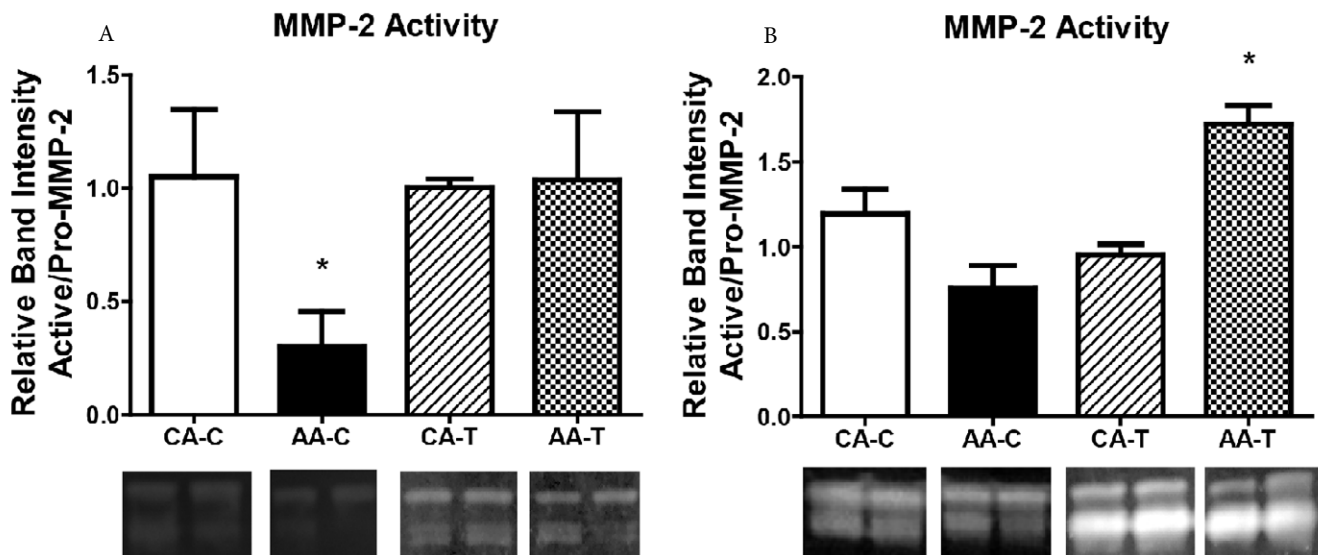 A
MMP-2 Activity
Relative Band Intensity
Active/Pro-MMP-2
1.5
1.0
0.5
0.0
*
CA-C AA-C CA-T AA-T
B
MMP-2 Activity
Relative Band Intensity
Active/Pro-MMP-2
2.0
1.5
1.0
0.5
0.0
*
CA-C AA-C CA-T AA-T